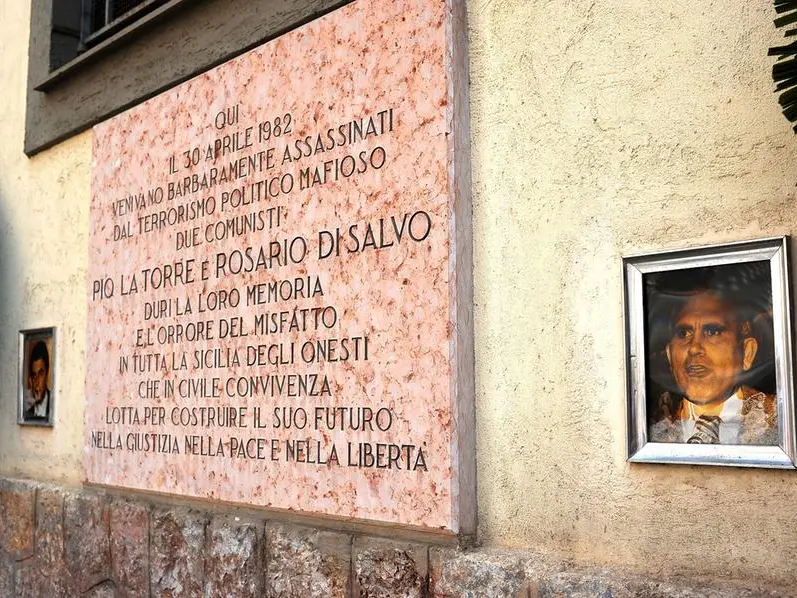 QUI
IL 30 APRILE 1982
VENIVANO BARBARAMENTE ASSASSINATI
DAL TERRORISMO POLITICO MAFIOSO
DUE COMUNISTI
PIO LA TORRE E ROSARIO DI SALVO
DURI LA LORO MEMORIA
E L'ORRORE DEL MISFATTO
IN TUTTA LA SICILIA DEGLI ONESTI
CHE IN CIVILE CONVIVENZA
LOTTA PER COSTRUIRE IL SUO FUTURO
NELLA GIUSTIZIA NELLA PACE E NELLA LIBERTÀ